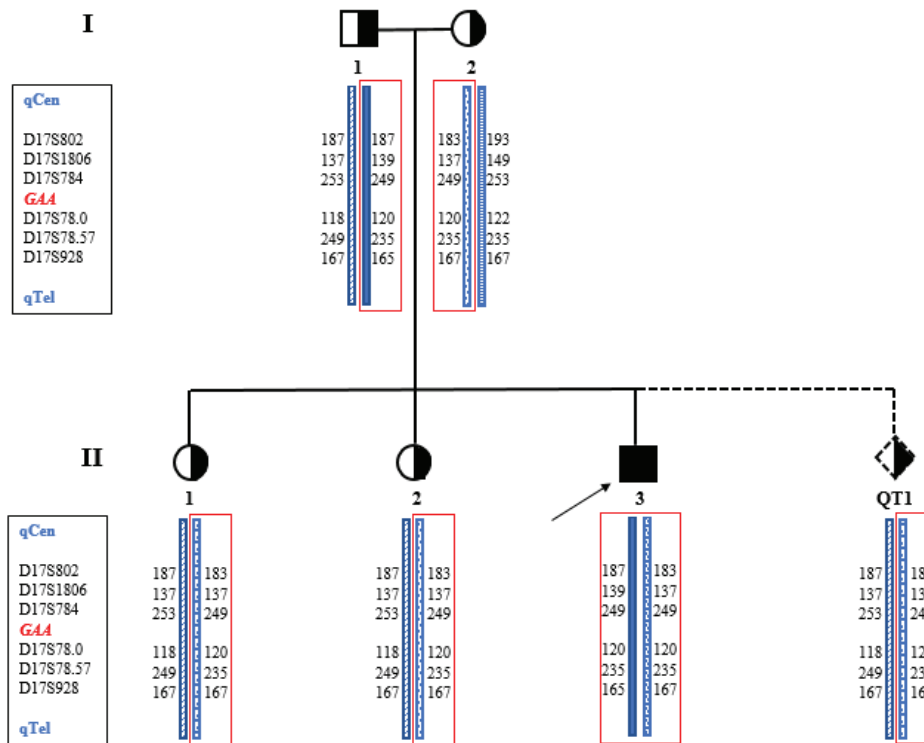 I
1 2
qCen
D17S802 187 187 183 193
D17S1806 137 139 137 149
D17S784 253 249 249 253
GAA
D17S78.0 118 120 120 122
D17S78.57 249 235 235 235
D17S928 167 165 167 167
qTel
II
1 2 3 QT1
qCen
D17S802 187 183 187 183 187 183 187
D17S1806 137 137 137 137 139 137 137
D17S784 253 249 253 249 249 249 253
GAA
D17S78.0 118 120 118 120 120 120 118
D17S78.57 249 235 249 235 235 235 249
D17S928 167 167 167 167 165 167 167
qTel